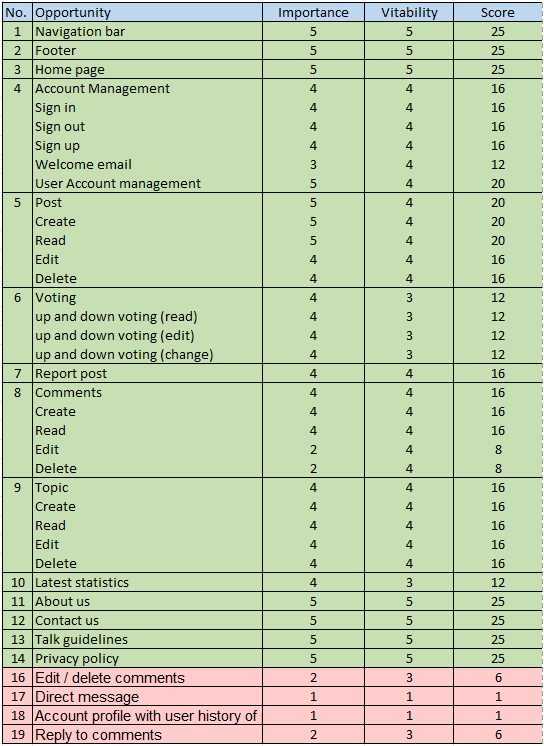 No. Opportunity Importance Vitability Score
1 Navigation bar 5 5 25
2 Footer 5 5 25
3 Home page 5 5 25
4 Account Management 4 4 16
Sign in 4 4 16
Sign out 4 4 16
Sign up 4 4 16
Welcome email 3 4 12
User Account management 5 4 20
5 Post 5 4 20
Create 5 4 20
Read 5 4 20
Edit 4 4 16
Delete 4 4 16
6 Voting 4 3 12
up and down voting (read) 4 3 12
up and down voting (edit) 4 3 12
up and down voting (change) 4 3 12
7 Report post 4 4 16
8 Comments 4 4 16
Create 4 4 16
Read 4 4 16
Edit 2 4 8
Delete 2 4 8
9 Topic 4 4 16
Create 4 4 16
Read 4 4 16
Edit 4 4 16
Delete 4 4 16
10 Latest statistics 4 3 12
11 About us 5 5 25
12 Contact us 5 5 25
13 Talk guidelines 5 5 25
14 Privacy policy 5 5 25
16 Edit / delete comments 2 3 6
17 Direct message 1 1 1
18 Account profile with user history of 1 1 1
19 Reply to comments 2 3 6